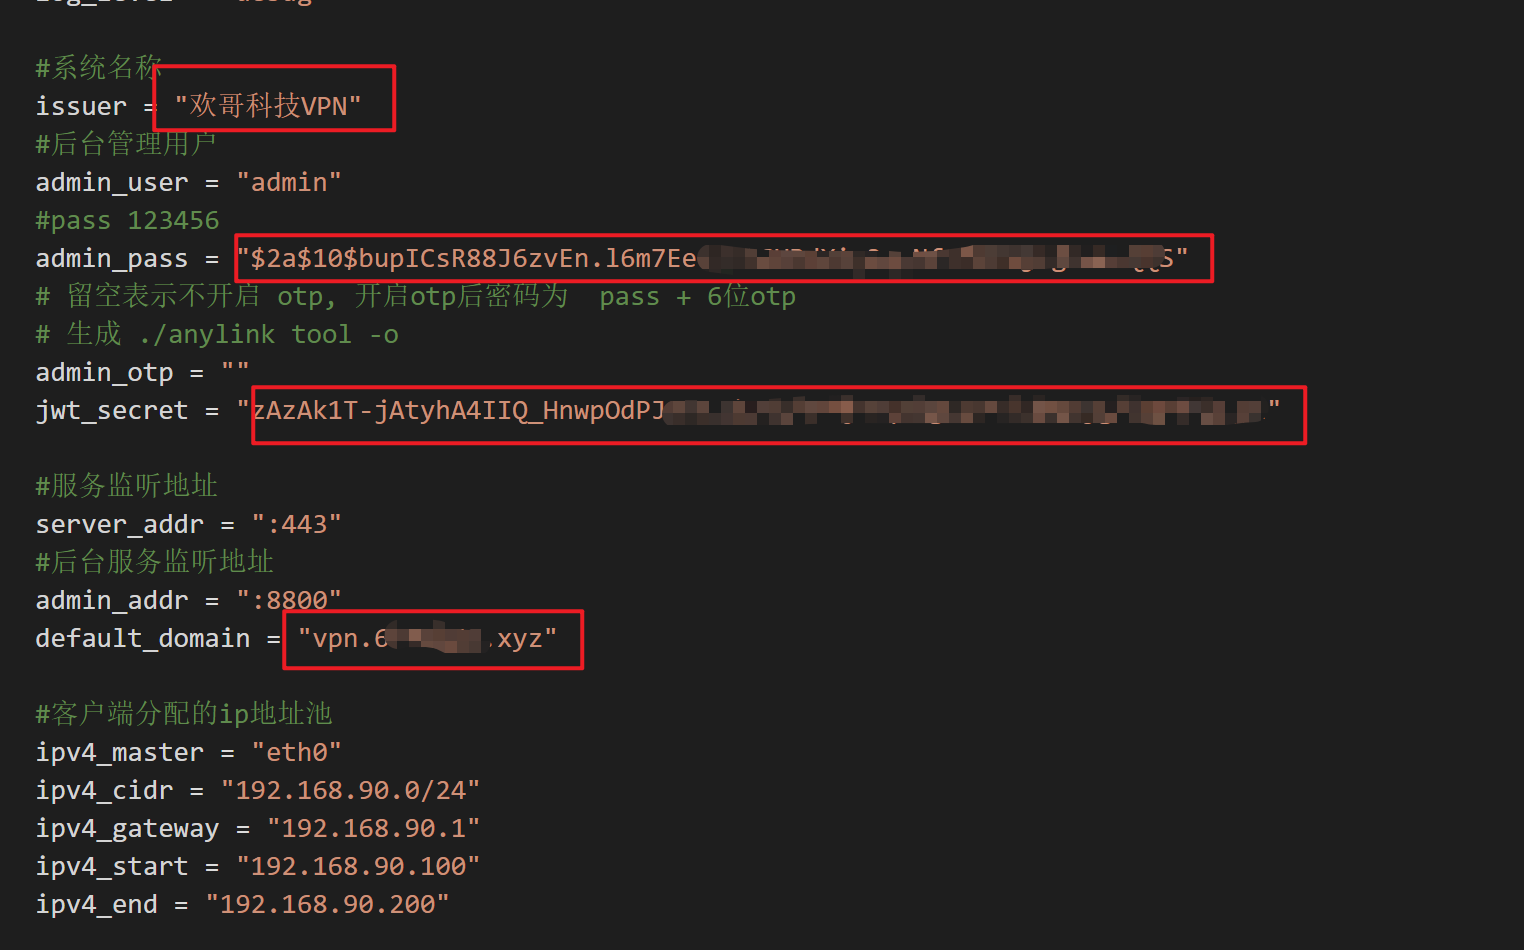 #系统名称
issuer = "欢哥科技VPN"
#后台管理用户
admin_user = "admin"
#pass 123456
admin_pass = "$2a$10$bupICsR88J6zvEn.l6m7Ee S"
# 留空表示不开启 otp, 开启otp后密码为  pass + 6位otp
# 生成 ./anylink tool -o
admin_otp = ""
jwt_secret = "zAzAk1T-jAtyhA4IIQ_HnwpOdPJ "
#服务监听地址
server_addr = ":443"
#后台服务监听地址
admin_addr = ":8800"
default_domain = "vpn.6 .xyz"
#客户端分配的ip地址池
ipv4_master = "eth0"
ipv4_cidr = "192.168.90.0/24"
ipv4_gateway = "192.168.90.1"
ipv4_start = "192.168.90.100"
ipv4_end = "192.168.90.200"